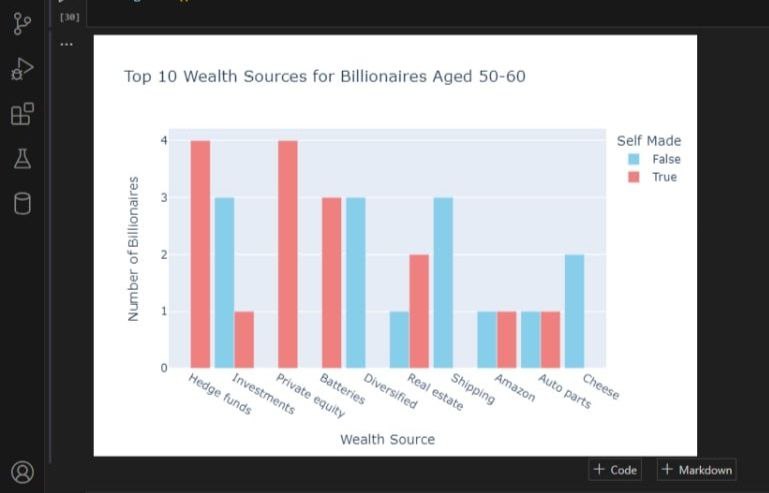 [30]
...
Top 10 Wealth Sources for Billionaires Aged 50-60
Number of Billionaires
4
3
2
1
0
Hedge funds
Investments
Private equity
Batteries
Diversified
Real estate
Shipping
Amazon
Auto parts
Cheese
Wealth Source
Self Made
False
True
+ Code
+ Markdown